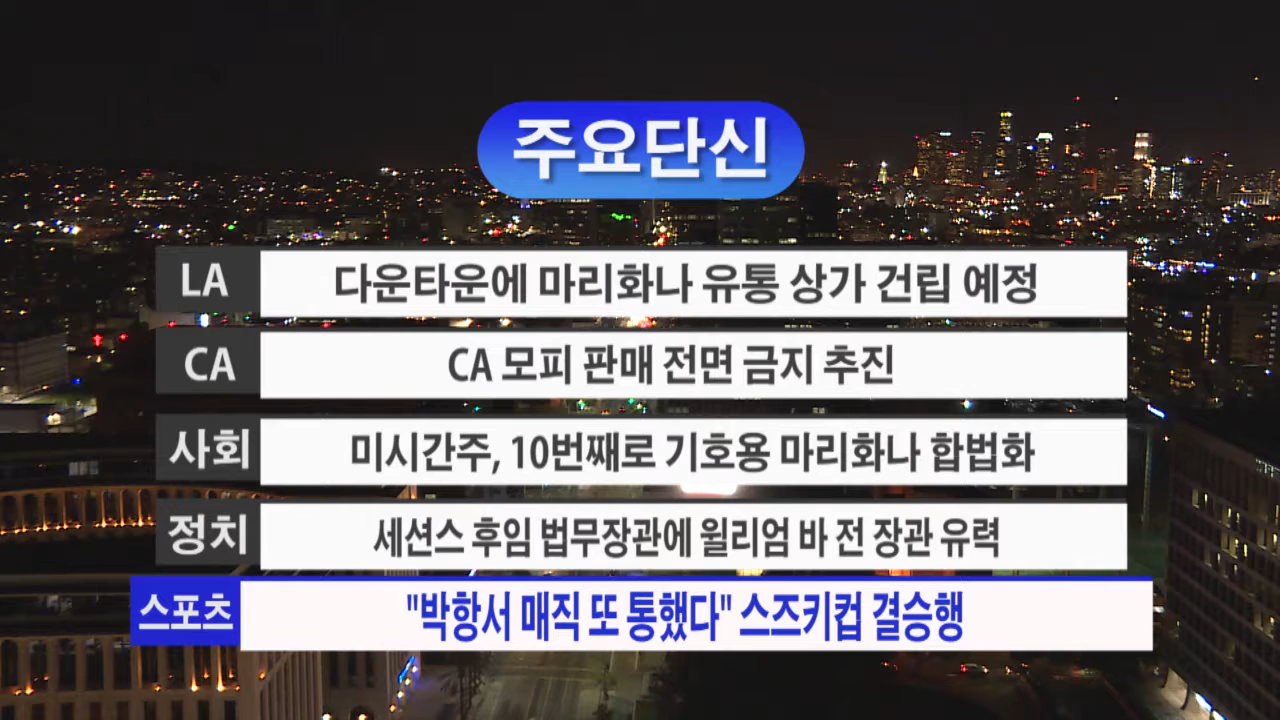 주요단신
LA 다운타운에 마리화나 유통 상가 건립 예정
CA CA 모피 판매 전면 금지 추진
사회 미시간주, 10번째로 기호용 마리화나 합법화
정치 세션스 후임 법무장관에 윌리엄 바 전 장관 유력
스포츠 "박항서 매직 또 통했다" 스즈키컵 결승행